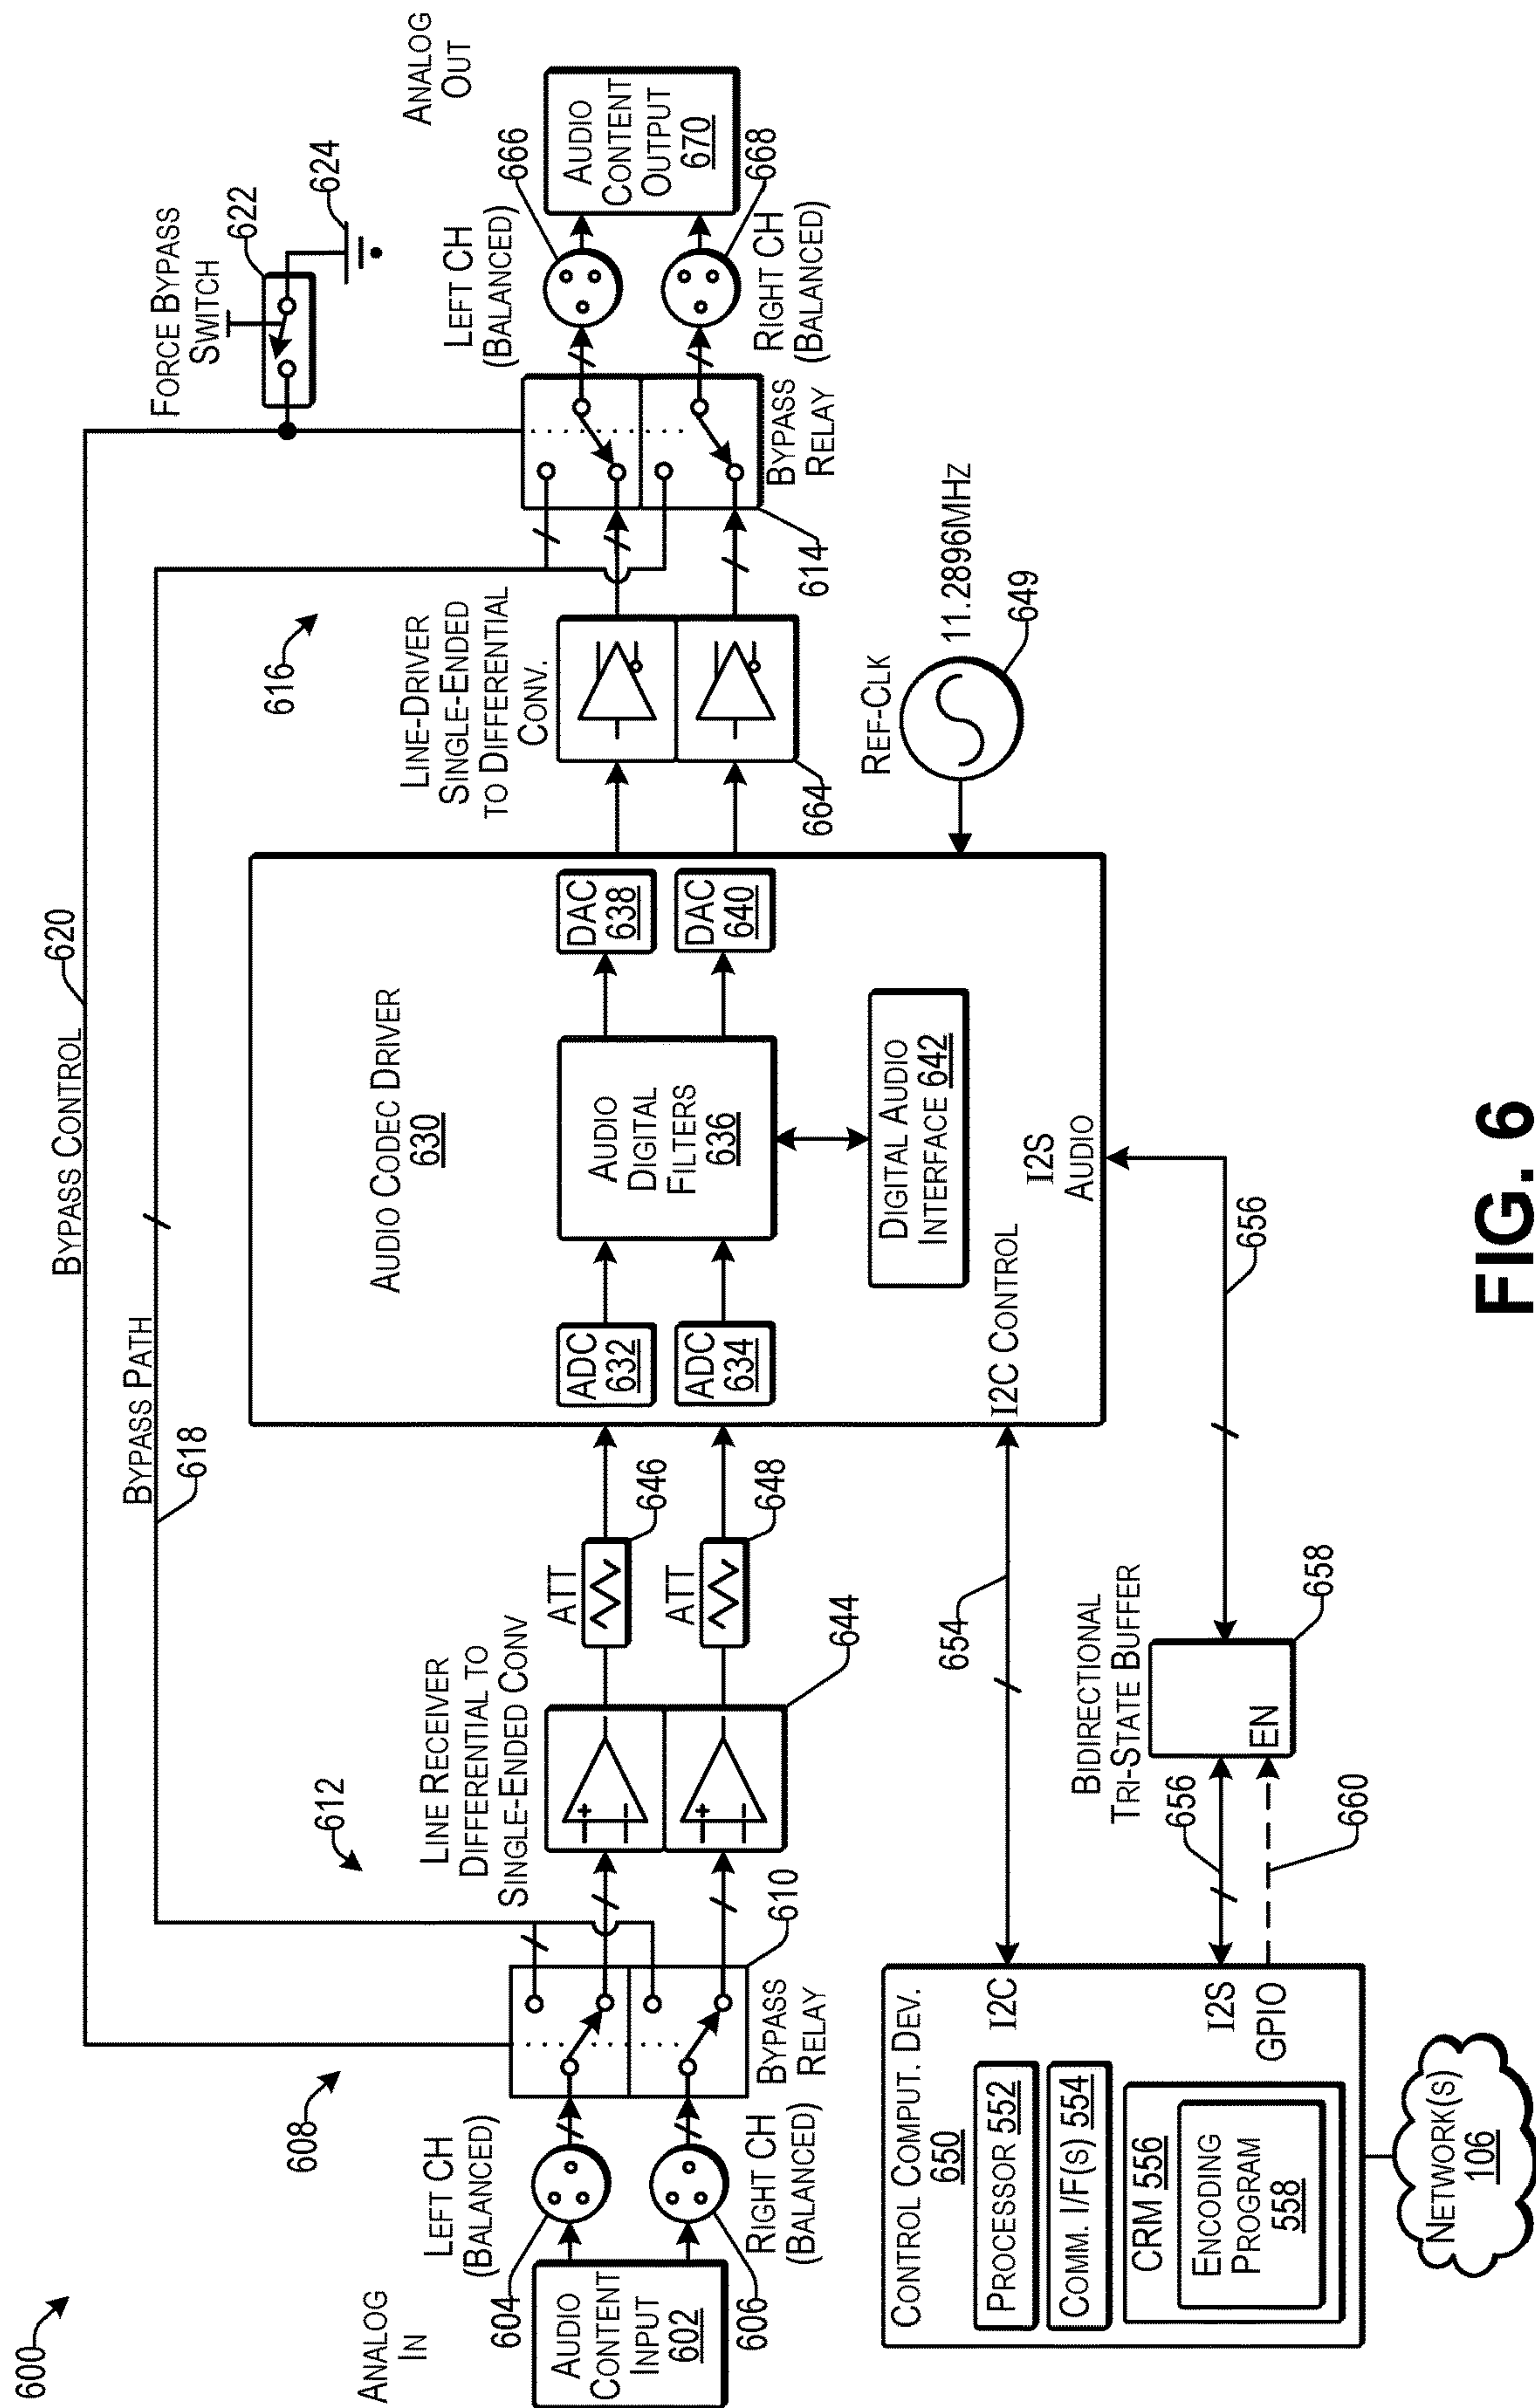 600
ANALOG
IN
AUDIO
CONTENT
INPUT
602
604
606
LEFT CH
(BALANCED)
RIGHT CH
(BALANCED)
608
BYPASS
RELAY
610
612
BYPASS CONTROL
620
BYPASS PATH
618
LINE RECEIVER
DIFFERENTIAL TO
SINGLE-ENDED CONV
+
–
+
–
644
ATT
646
ATT
648
AUDIO CODEC DRIVER
630
ADC
632
ADC
634
AUDIO
DIGITAL
FILTERS
636
DAC
638
DAC
640
DIGITAL AUDIO
INTERFACE 642
I2C CONTROL
I2S
AUDIO
LINE-DRIVER
SINGLE-ENDED
TO DIFFERENTIAL
CONV.
664
616
REF-CLK
11.2896MHZ
649
614
BYPASS
RELAY
FORCE BYPASS
SWITCH
622
624
LEFT CH
(BALANCED)
666
RIGHT CH
(BALANCED)
668
ANALOG
OUT
AUDIO
CONTENT
OUTPUT
670
CONTROL COMPUT. DEV.
650
PROCESSOR 552
COMM. I/F(S) 554
CRM 556
ENCODING
PROGRAM
558
I2C
I2S
GPIO
654
656
660
BIDIRECTIONAL
TRI-STATE BUFFER
EN
658
656
NETWORK(S)
106
FIG. 6